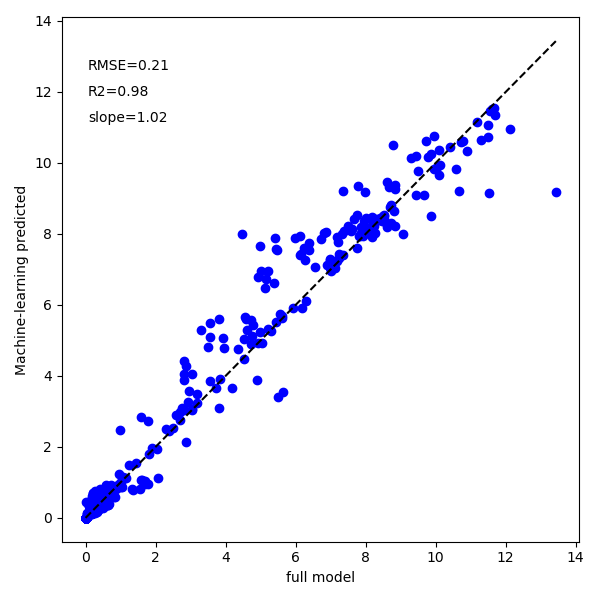 14
12
10
8
6
4
2
0
RMSE=0.21
R2=0.98
slope=1.02
Machine-learning predicted
0 2 4 6 8 10 12 14
full model